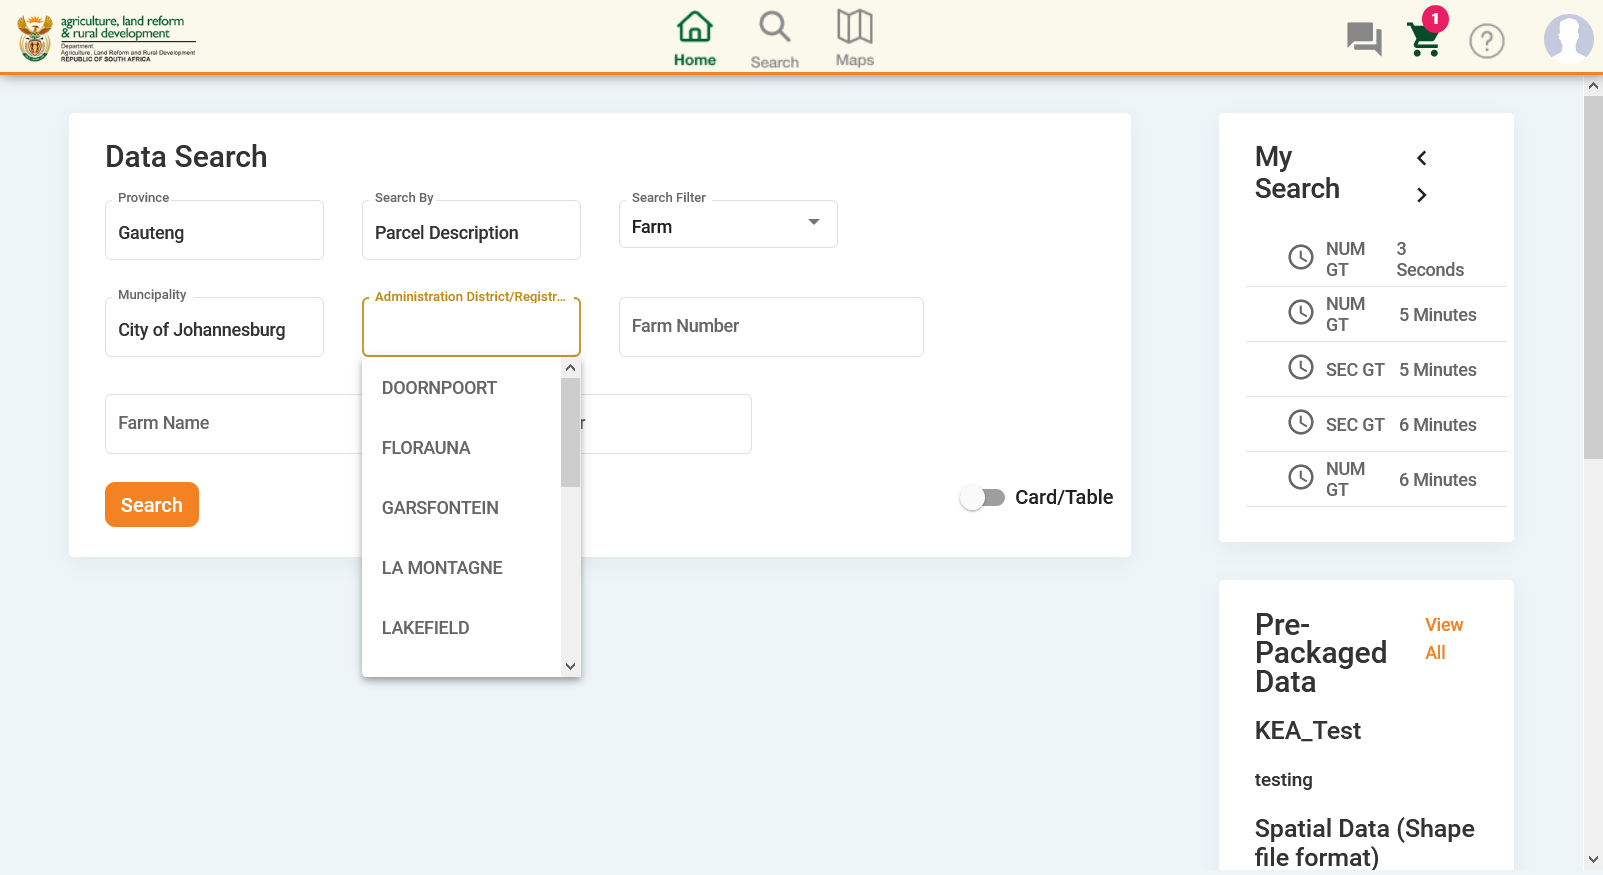 agriculture, land reform
& rural development
Department:
Agriculture, Land Reform and Rural Development
REPUBLIC OF SOUTH AFRICA
Home
Search
Maps
1
?
Data Search
Province
Gauteng
Search By
Parcel Description
Search Filter
Farm
Muncipality
City of Johannesburg
Administration District/Registr...
Farm Number
Farm Name
r
DOORNPOORT
FLORAUNA
GARSFONTEIN
LA MONTAGNE
LAKEFIELD
Search
Card/Table
My
Search
NUM
GT
3
Seconds
NUM
GT
5 Minutes
SEC GT
5 Minutes
SEC GT
6 Minutes
NUM
GT
6 Minutes
Pre-
Packaged
Data
View
All
KEA_Test
testing
Spatial Data (Shape
file format)